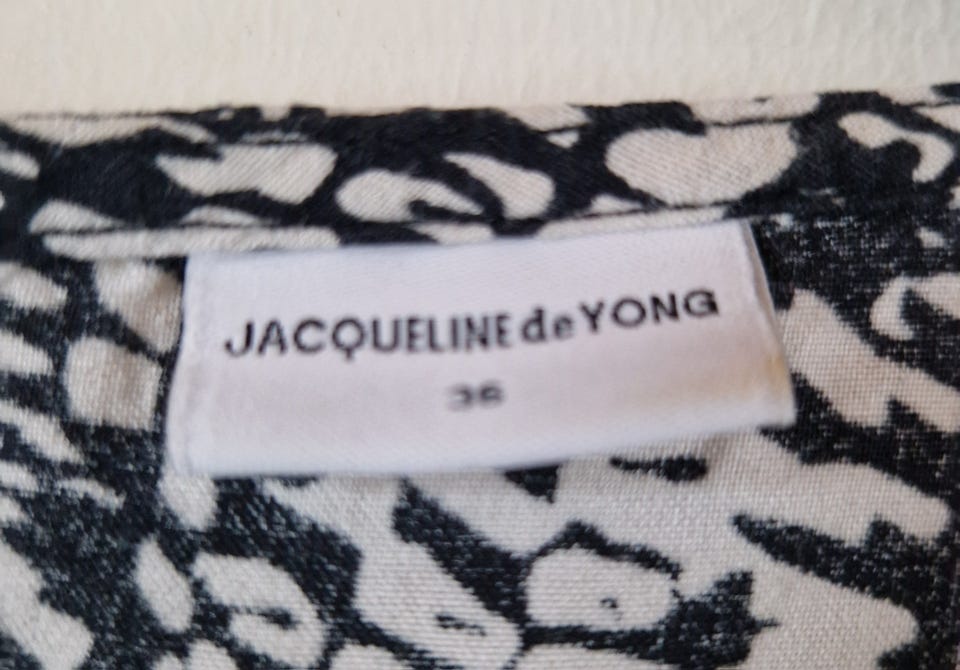 JACQUELINE de YONG
36